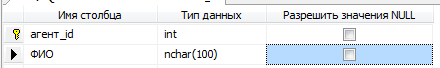 Имя столбца Тип данных Разрешить значения NULL
агент_id int
ФИО nchar(100)